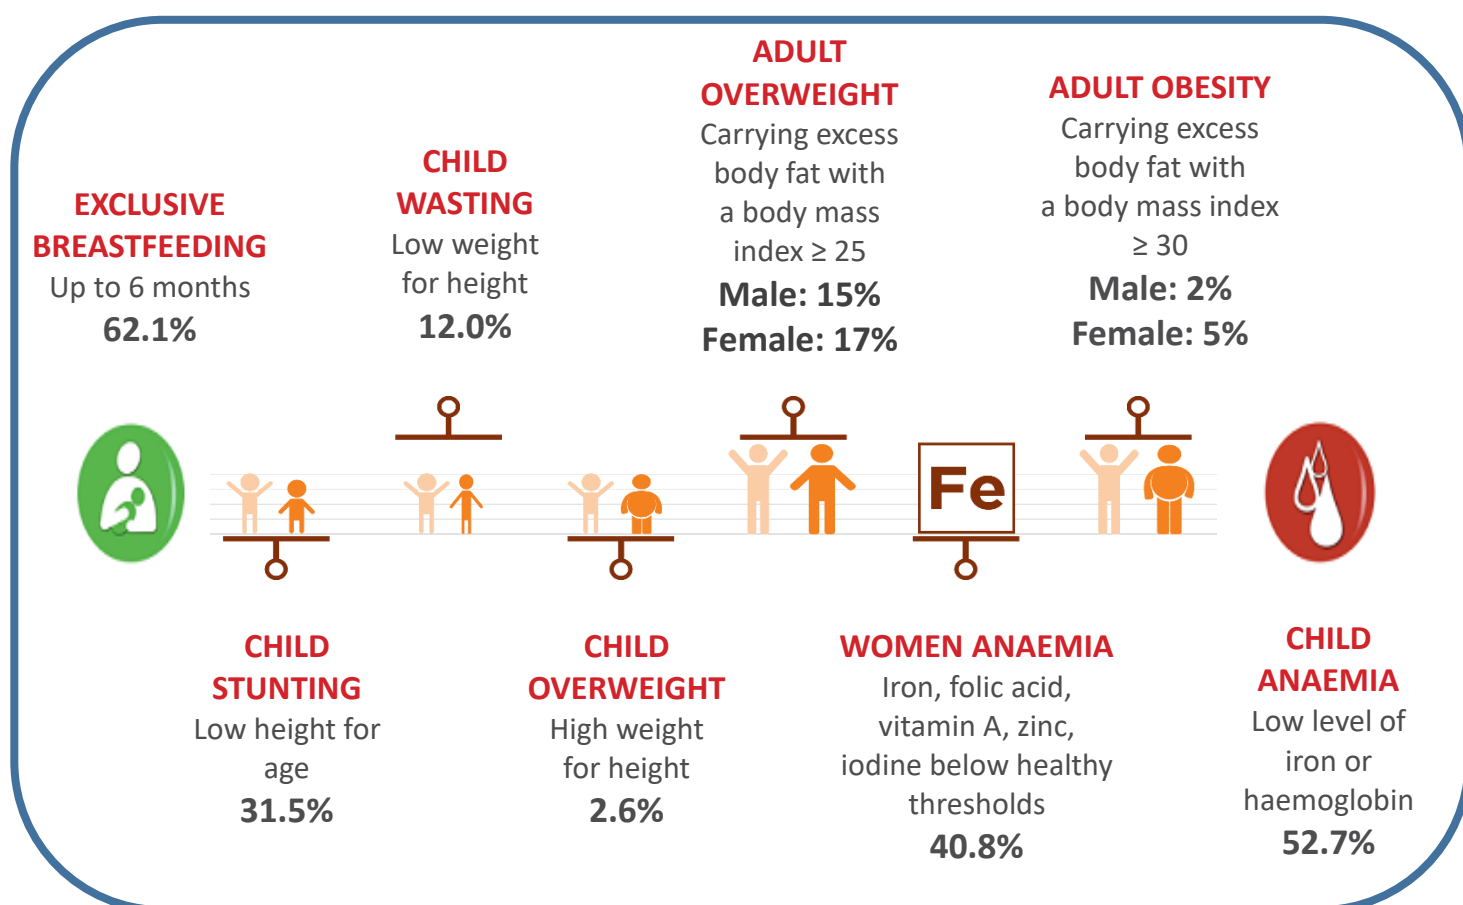 EXCLUSIVE
BREASTFEEDING
Up to 6 months
62.1%
CHILD
WASTING
Low weight
for height
12.0%
ADULT
OVERWEIGHT
Carrying excess
body fat with
a body mass
index ≥ 25
Male: 15%
Female: 17%
ADULT OBESITY
Carrying excess
body fat with
a body mass index
≥ 30
Male: 2%
Female: 5%
Fe
CHILD
STUNTING
Low height for
age
31.5%
CHILD
OVERWEIGHT
High weight
for height
2.6%
WOMEN ANAEMIA
Iron, folic acid,
vitamin A, zinc,
iodine below healthy
thresholds
40.8%
CHILD
ANAEMIA
Low level of
iron or
haemoglobin
52.7%